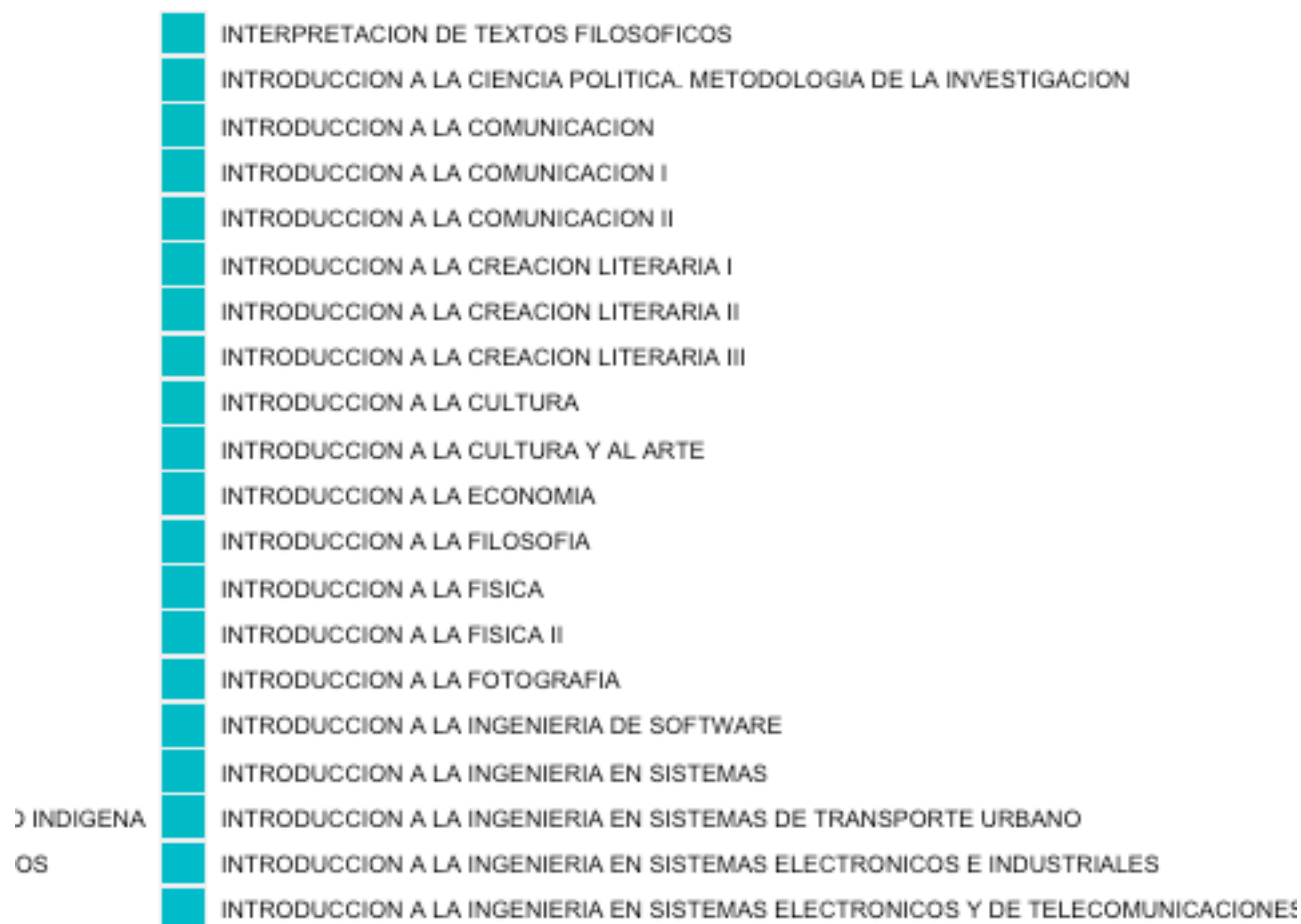 INTERPRETACION DE TEXTOS FILOSOFICOS
INTRODUCCION A LA CIENCIA POLITICA. METODOLOGIA DE LA INVESTIGACION
INTRODUCCION A LA COMUNICACION
INTRODUCCION A LA COMUNICACION I
INTRODUCCION A LA COMUNICACION II
INTRODUCCION A LA CREACION LITERARIA I
INTRODUCCION A LA CREACION LITERARIA II
INTRODUCCION A LA CREACION LITERARIA III
INTRODUCCION A LA CULTURA
INTRODUCCION A LA CULTURA Y AL ARTE
INTRODUCCION A LA ECONOMIA
INTRODUCCION A LA FILOSOFIA
INTRODUCCION A LA FISICA
INTRODUCCION A LA FISICA II
INTRODUCCION A LA FOTOGRAFIA
INTRODUCCION A LA INGENIERIA DE SOFTWARE
INTRODUCCION A LA INGENIERIA EN SISTEMAS
INDIGENA INTRODUCCION A LA INGENIERIA EN SISTEMAS DE TRANSPORTE URBANO
OS INTRODUCCION A LA INGENIERIA EN SISTEMAS ELECTRONICOS E INDUSTRIALES
INTRODUCCION A LA INGENIERIA EN SISTEMAS ELECTRONICOS Y DE TELECOMUNICACIONES